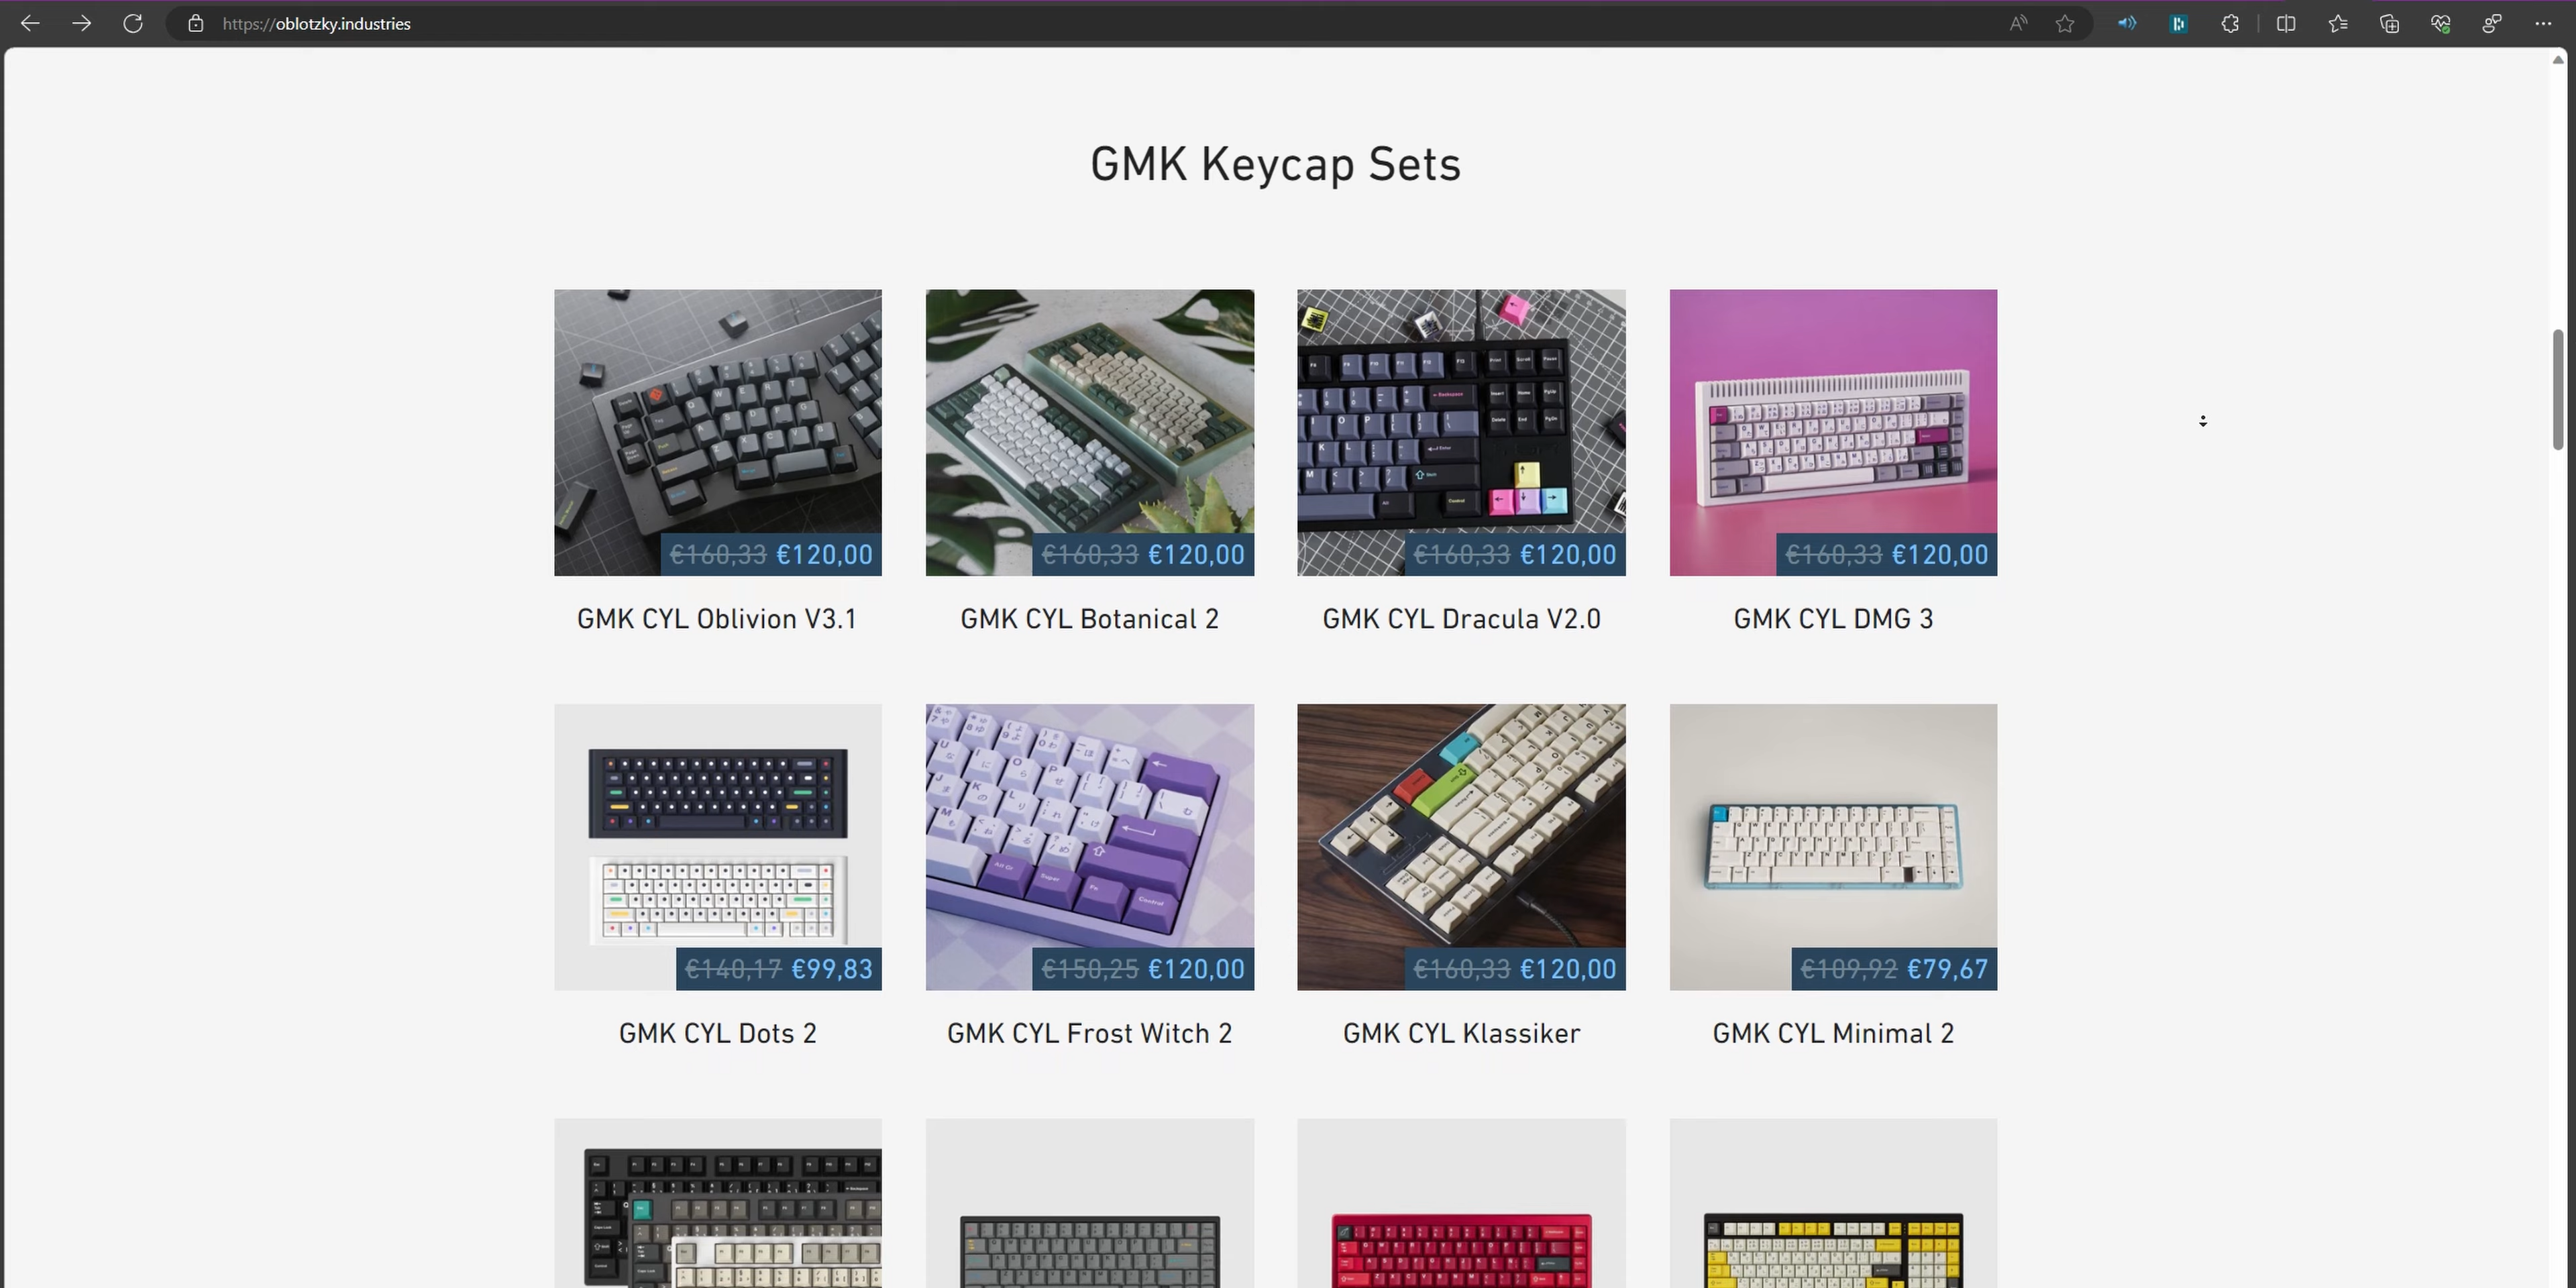 https://oblotzky.industries
GMK Keycap Sets
€160,33 €120,00
€160,33 €120,00
€160,33 €120,00
€160,33 €120,00
GMK CYL Oblivion V3.1
GMK CYL Botanical 2
GMK CYL Dracula V2.0
GMK CYL DMG 3
€140,17 €99,83
€150,25 €120,00
€160,33 €120,00
€109,92 €79,67
GMK CYL Dots 2
GMK CYL Frost Witch 2
GMK CYL Klassiker
GMK CYL Minimal 2